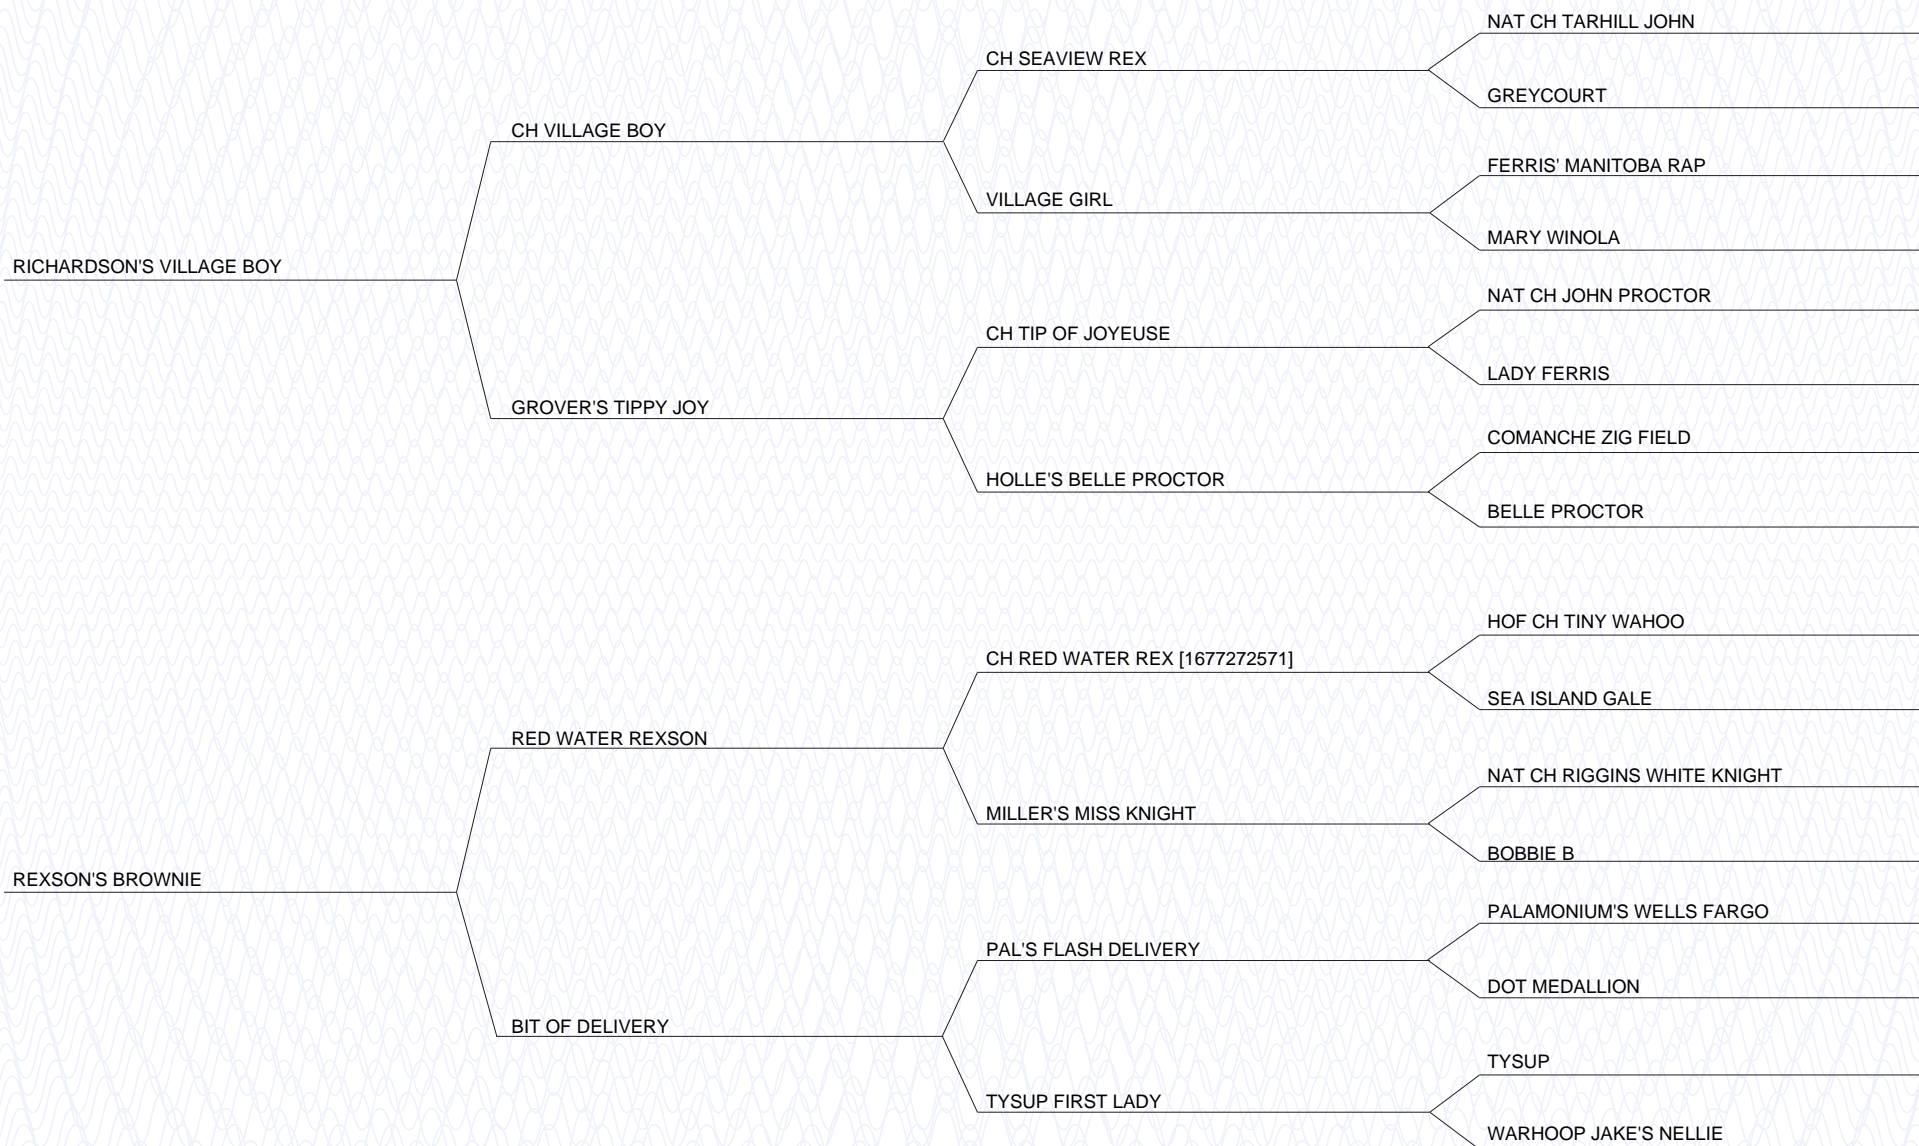 NAT CH TARHILL JOHN
CH SEAVIEW REX
GREYCOURT
CH VILLAGE BOY
FERRIS' MANITOBA RAP
VILLAGE GIRL
MARY WINOLA
RICHARDSON'S VILLAGE BOY
NAT CH JOHN PROCTOR
CH TIP OF JOYEUSE
LADY FERRIS
GROVER'S TIPPY JOY
COMANCHE ZIG FIELD
HOLLE'S BELLE PROCTOR
BELLE PROCTOR
HOF CH TINY WAHOO
CH RED WATER REX [1677272571]
SEA ISLAND GALE
RED WATER REXSON
NAT CH RIGGINS WHITE KNIGHT
MILLER'S MISS KNIGHT
BOBBIE B
REXSON'S BROWNIE
PALAMONIUM'S WELLS FARGO
PAL'S FLASH DELIVERY
DOT MEDALLION
BIT OF DELIVERY
TYSUP
TYSUP FIRST LADY
WARHOOP JAKE'S NELLIE